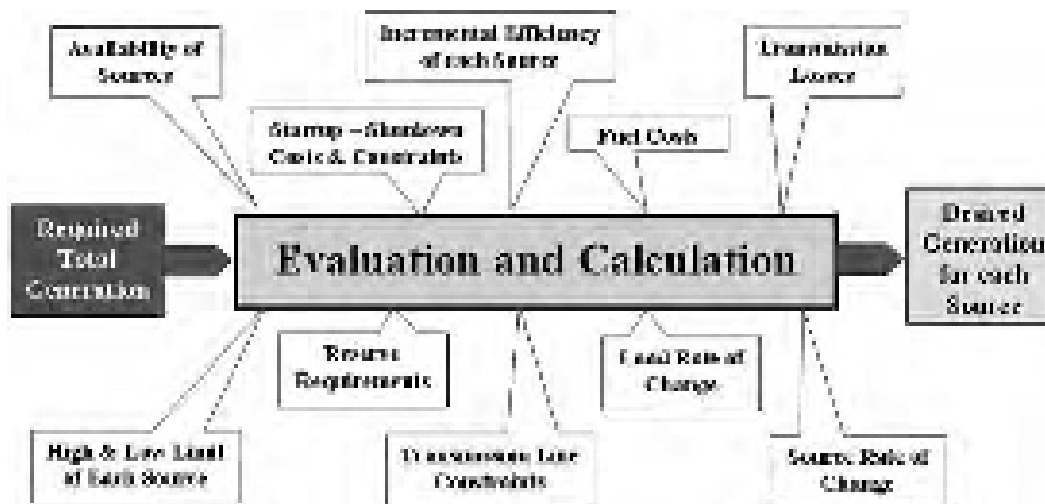 Availability of
Source
Incremental Efficiency
of each Source
Transmission
Losses
Startup – Shutdown
Costs & Constraints
Fuel Costs
Required
Total
Generation
Evaluation and Calculation
Desired
Generation
for each
Source
Reserve
Requirements
Load Rate of
Change
High & Low Limit
of Each Source
Transmission Line
Constraints
Source Rate of
Change